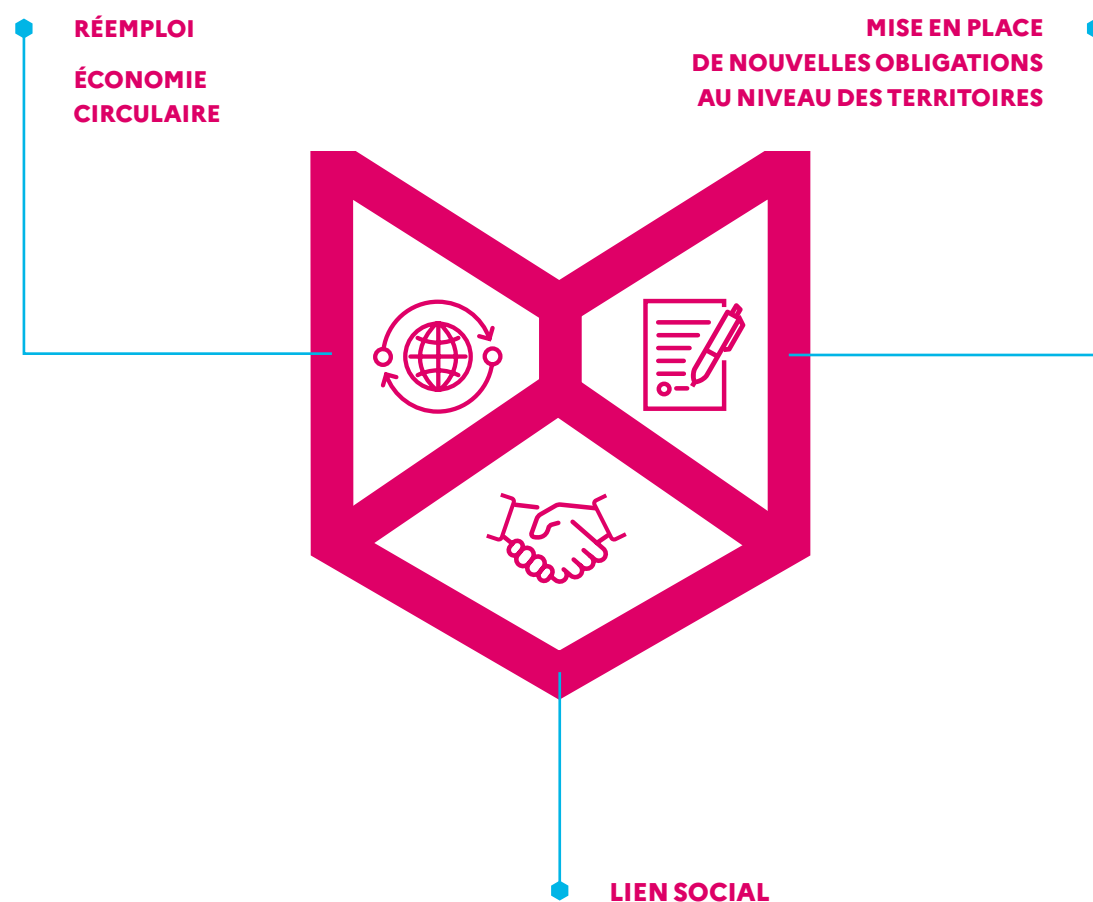 RÉEMPLOI
ÉCONOMIE
CIRCULAIRE
MISE EN PLACE
DE NOUVELLES OBLIGATIONS
AU NIVEAU DES TERRITOIRES
LIEN SOCIAL